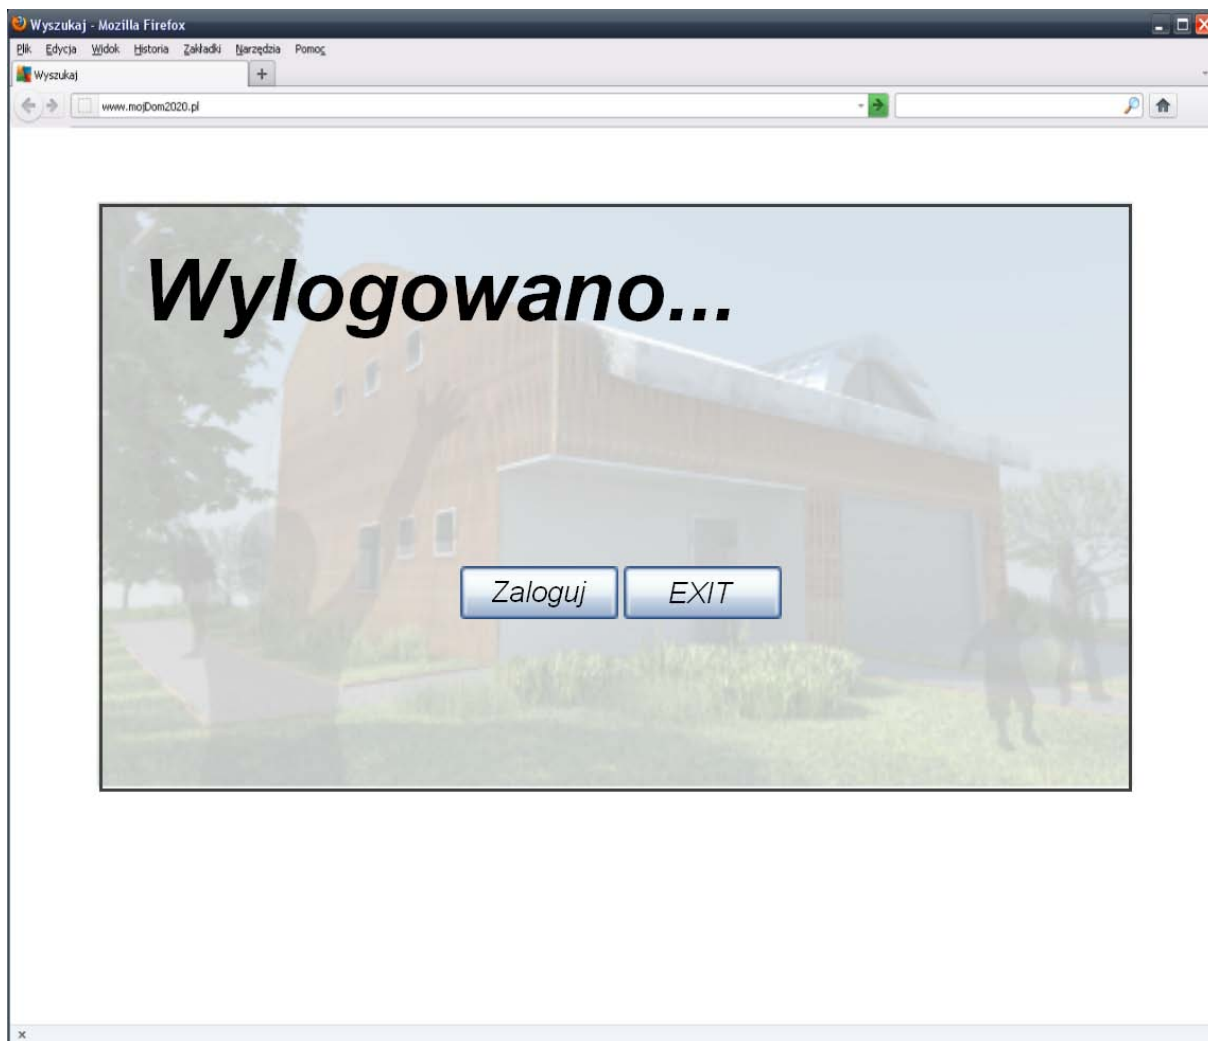 Wyszukaj - Mozilla Firefox
Plik Edycja Widok Historia Zakładki Narzędzia Pomoc
Wyszukaj
www.mojDom2020.pl
Wylogowano...
Zaloguj EXIT